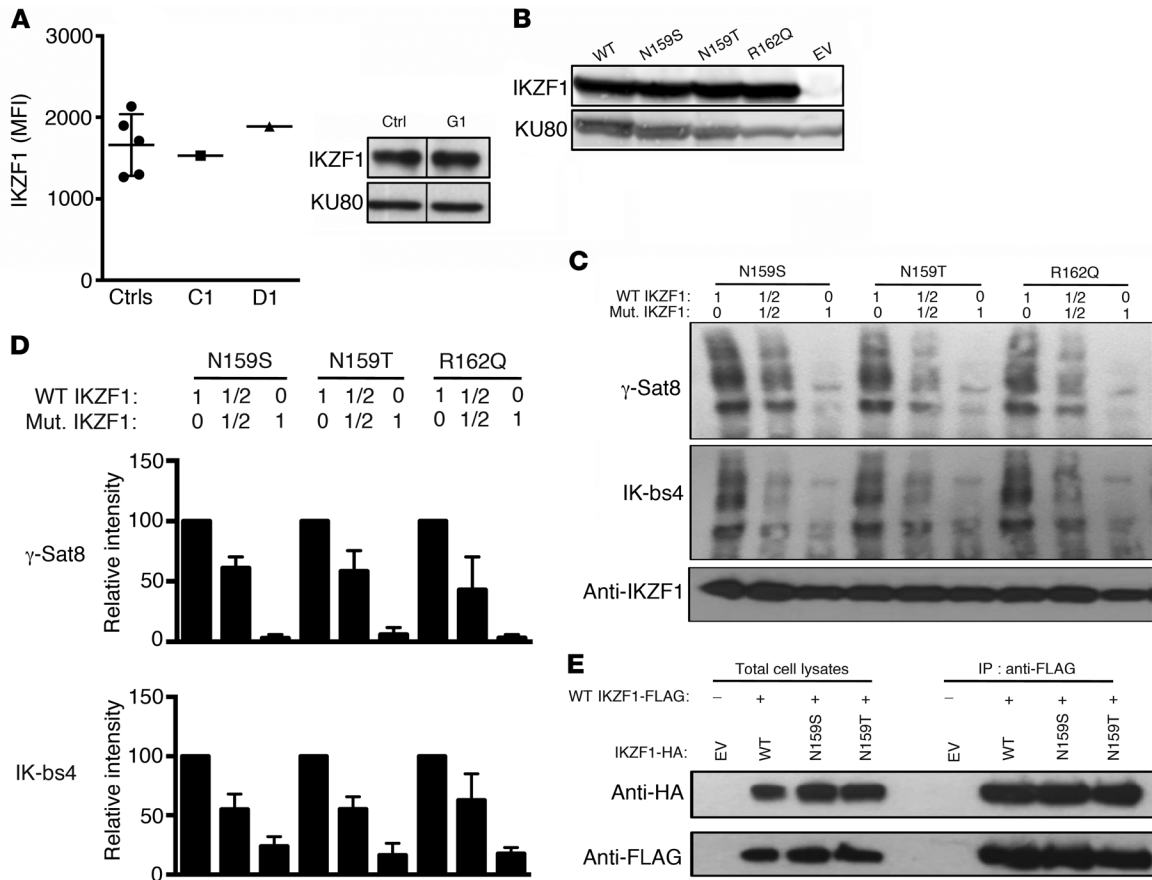 A
3000
2000
1000
0
IKZF1 (MFI)
Ctrls C1 D1
Ctrl G1
IKZF1
KU80
B
WT N159S N159T R162Q EV
IKZF1
KU80
C
N159S N159T R162Q
WT IKZF1: 1 1/2 0 1 1/2 0 1 1/2 0
Mut. IKZF1: 0 1/2 1 0 1/2 1 0 1/2 1
γ-Sat8
IK-bs4
Anti-IKZF1
D
N159S N159T R162Q
WT IKZF1: 1 1/2 0 1 1/2 0 1 1/2 0
Mut. IKZF1: 0 1/2 1 0 1/2 1 0 1/2 1
γ-Sat8
Relative intensity
150
100
50
0
IK-bs4
Relative intensity
150
100
50
0
E
Total cell lysates IP : anti-FLAG
WT IKZF1-FLAG: – + + + – + + +
IKZF1-HA: EV WT N159S N159T EV WT N159S N159T
Anti-HA
Anti-FLAG